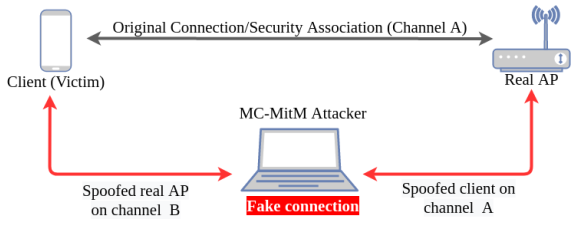 Original Connection/Security Association (Channel A)
Client (Victim)
Real AP
MC-MitM Attacker
Spoofed real AP
on channel B
Fake connection
Spoofed client on
channel A